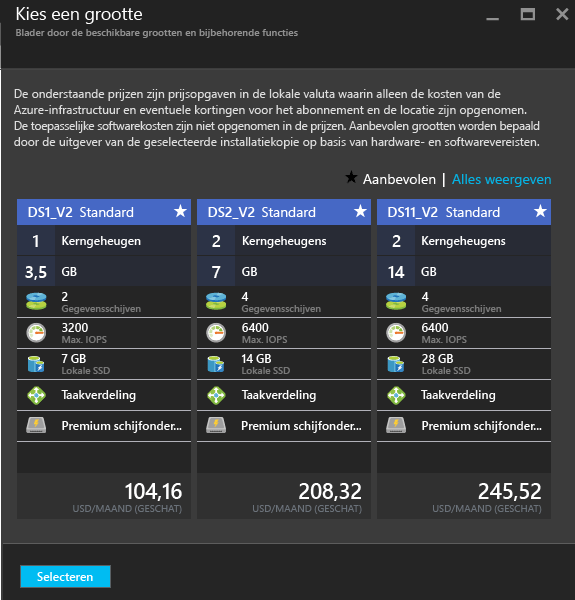 Kies een grootte
Blader door de beschikbare grootten en bijbehorende functies
De onderstaande prijzen zijn prijsopgaven in de lokale valuta waarin alleen de kosten van de
Azure-infrastructuur en eventuele kortingen voor het abonnement en de locatie zijn opgenomen.
De toepasselijke softwarekosten zijn niet opgenomen in de prijzen. Aanbevolen grootten worden bepaald
door de uitgever van de geselecteerde installatiekopie op basis van hardware- en softwarevereisten.
★ Aanbevolen | Alles weergeven
DS1_V2 Standard ★
1 Kerngeheugen
3,5 GB
2
Gegevensschijven
3200
Max. IOPS
7 GB
Lokale SSD
Taakverdeling
Premium schijfonder...
104,16
USD/MAAND (GESCHAT)
DS2_V2 Standard ★
2 Kerngeheugens
7 GB
4
Gegevensschijven
6400
Max. IOPS
14 GB
Lokale SSD
Taakverdeling
Premium schijfonder...
208,32
USD/MAAND (GESCHAT)
DS11_V2 Standard ★
2 Kerngeheugens
14 GB
4
Gegevensschijven
6400
Max. IOPS
28 GB
Lokale SSD
Taakverdeling
Premium schijfonder...
245,52
USD/MAAND (GESCHAT)
Selecteren